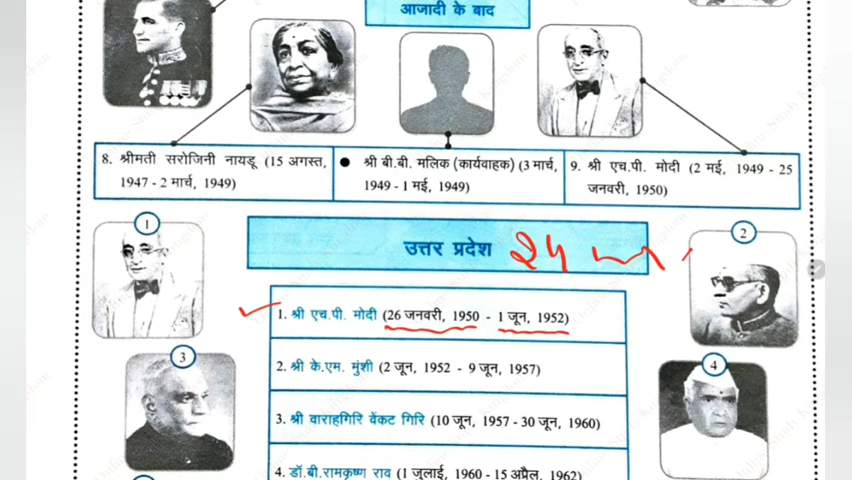 आजादी के बाद
8. श्रीमती सरोजिनी नायडू (15 अगस्त,
1947 - 2 मार्च, 1949)
● श्री बी.बी. मलिक (कार्यवाहक) (3 मार्च,
1949 - 1 मई, 1949)
9. श्री एच.पी. मोदी (2 मई, 1949 - 25
जनवरी, 1950)
1
उत्तर प्रदेश
2
1. श्री एच.पी. मोदी (26 जनवरी, 1950 - 1 जून, 1952)
2. श्री के.एम. मुंशी (2 जून, 1952 - 9 जून, 1957)
3
4
3. श्री वाराहगिरि वेंकट गिरि (10 जून, 1957 - 30 जून, 1960)
4. डॉ.बी.रामकृष्ण राव (1 जुलाई, 1960 - 15 अप्रैल, 1962)